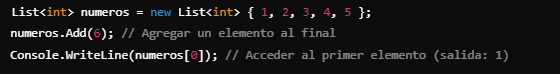 List<int> numeros = new List<int> { 1, 2, 3, 4, 5 };
numeros.Add(6); // Agregar un elemento al final
Console.WriteLine(numeros[0]); // Acceder al primer elemento (salida: 1)